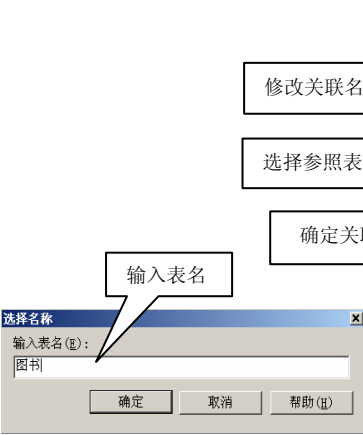 修改关联名
选择参照表
确定关
输入表名
选择名称
输入表名(E):
图书
确定 取消 帮助(H)